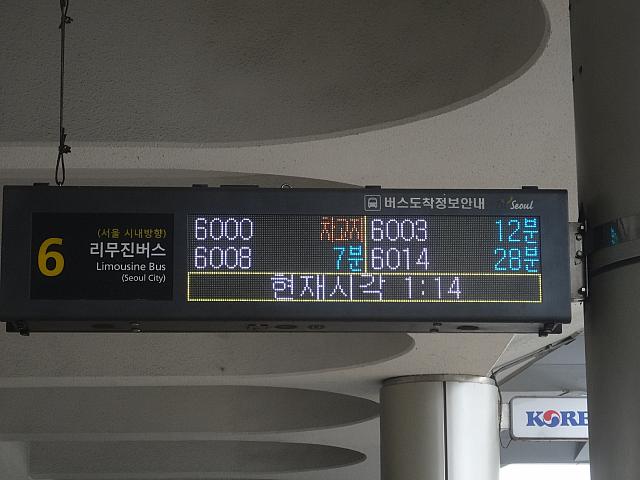 버스도착정보안내
Seoul
6
(서울 시내방향)
리무진버스
Limousine Bus
(Seoul City)
6000 차고지 6003 12분
6008 7분 6014 28분
현재시각 1:14
KORE